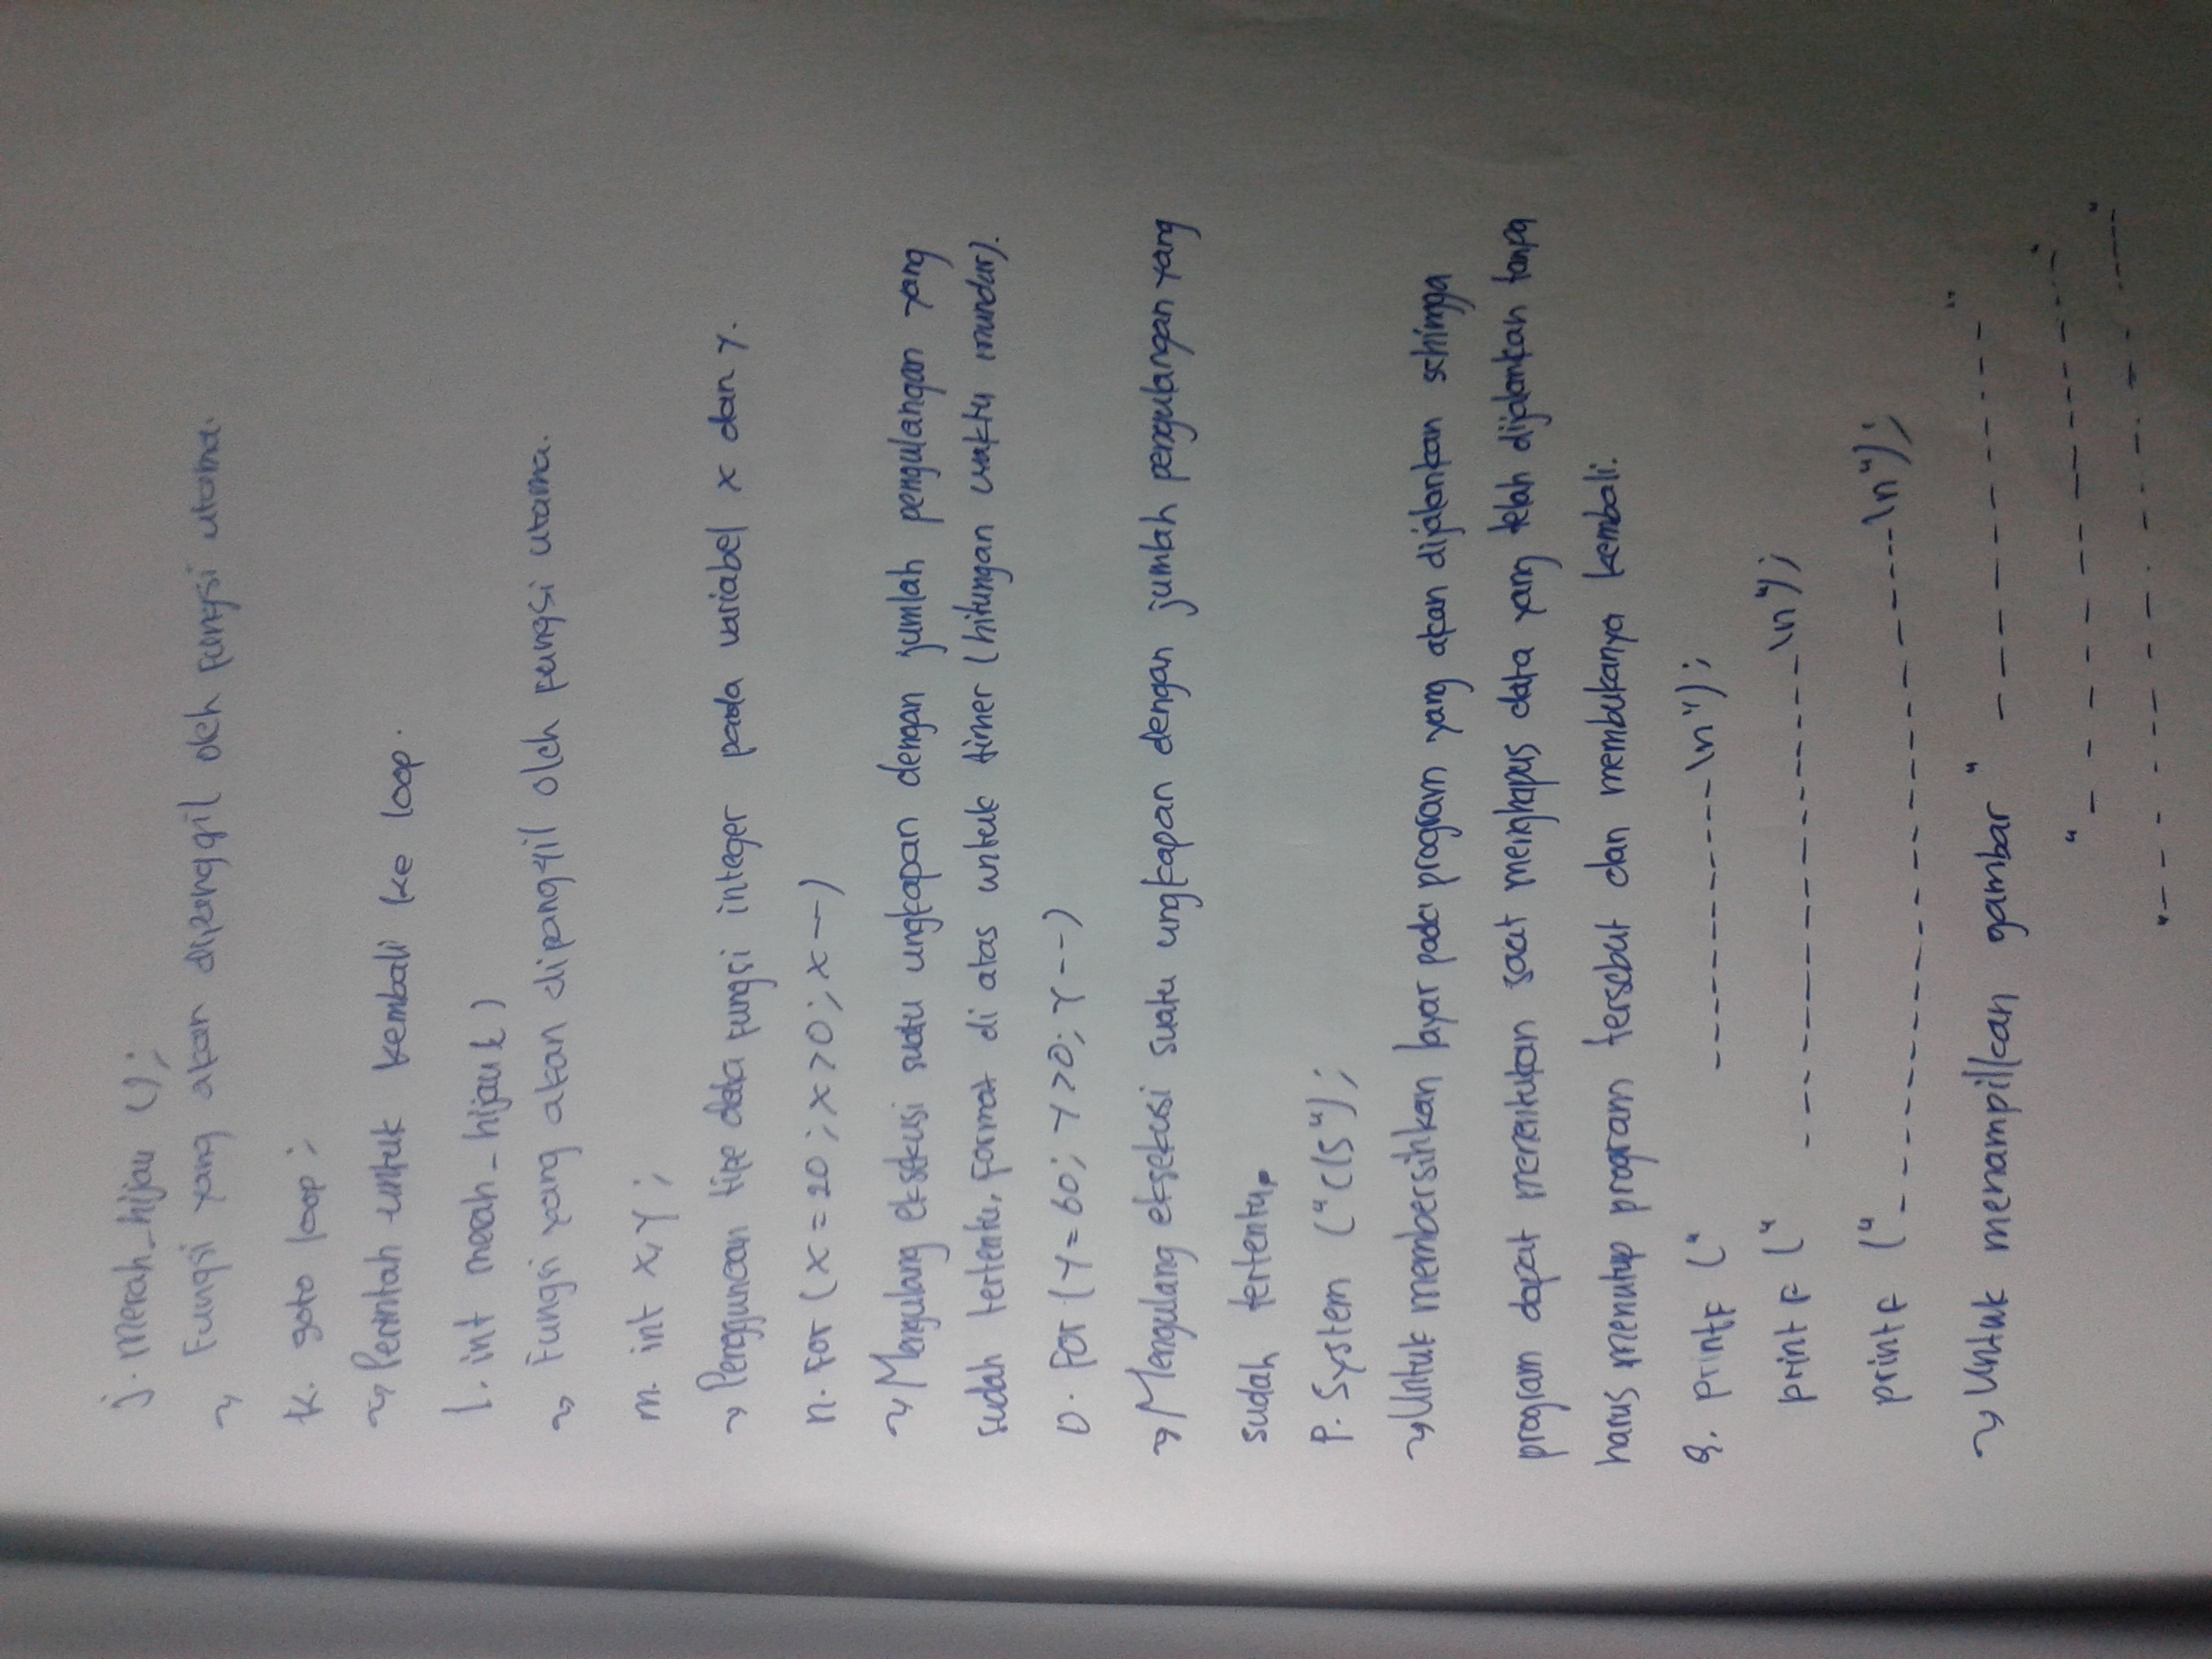 j. merah_hijau ();
→ Fungsi yang akan dipanggil oleh fungsi utama.
k. goto loop;
→ Perintah untuk kembali ke loop.
l. int merah_hijau()
→ Fungsi yang akan dipanggil oleh fungsi utama.
m. int x,y;
→ Penggunaan tipe data fungsi integer pada variabel x dan y.
n. For (x = 20; x>0; x--)
→ Mengulang eksekusi suatu ungkapan dengan jumlah pengulangan yang
sudah tertentu, format di atas untuk timer (hitungan waktu mundur).
o. For (y = 60; y>0; y--)
→ Mengulang eksekusi suatu ungkapan dengan jumlah pengulangan yang
sudah tertentu.
p. System ("cls");
→ Untuk membersihkan layar pada program yang akan dijalankan sehingga
program dapat menentukan saat menghapus data yang telah dijalankan tanpa
harus menutup program tersebut dan membukanya kembali.
q. printf ("        ------------\n");
printf ("    ------------------\n");
printf ("------------------------\n");
→ Untuk menampilkan gambar "------------"
"--------------"
"----------------"